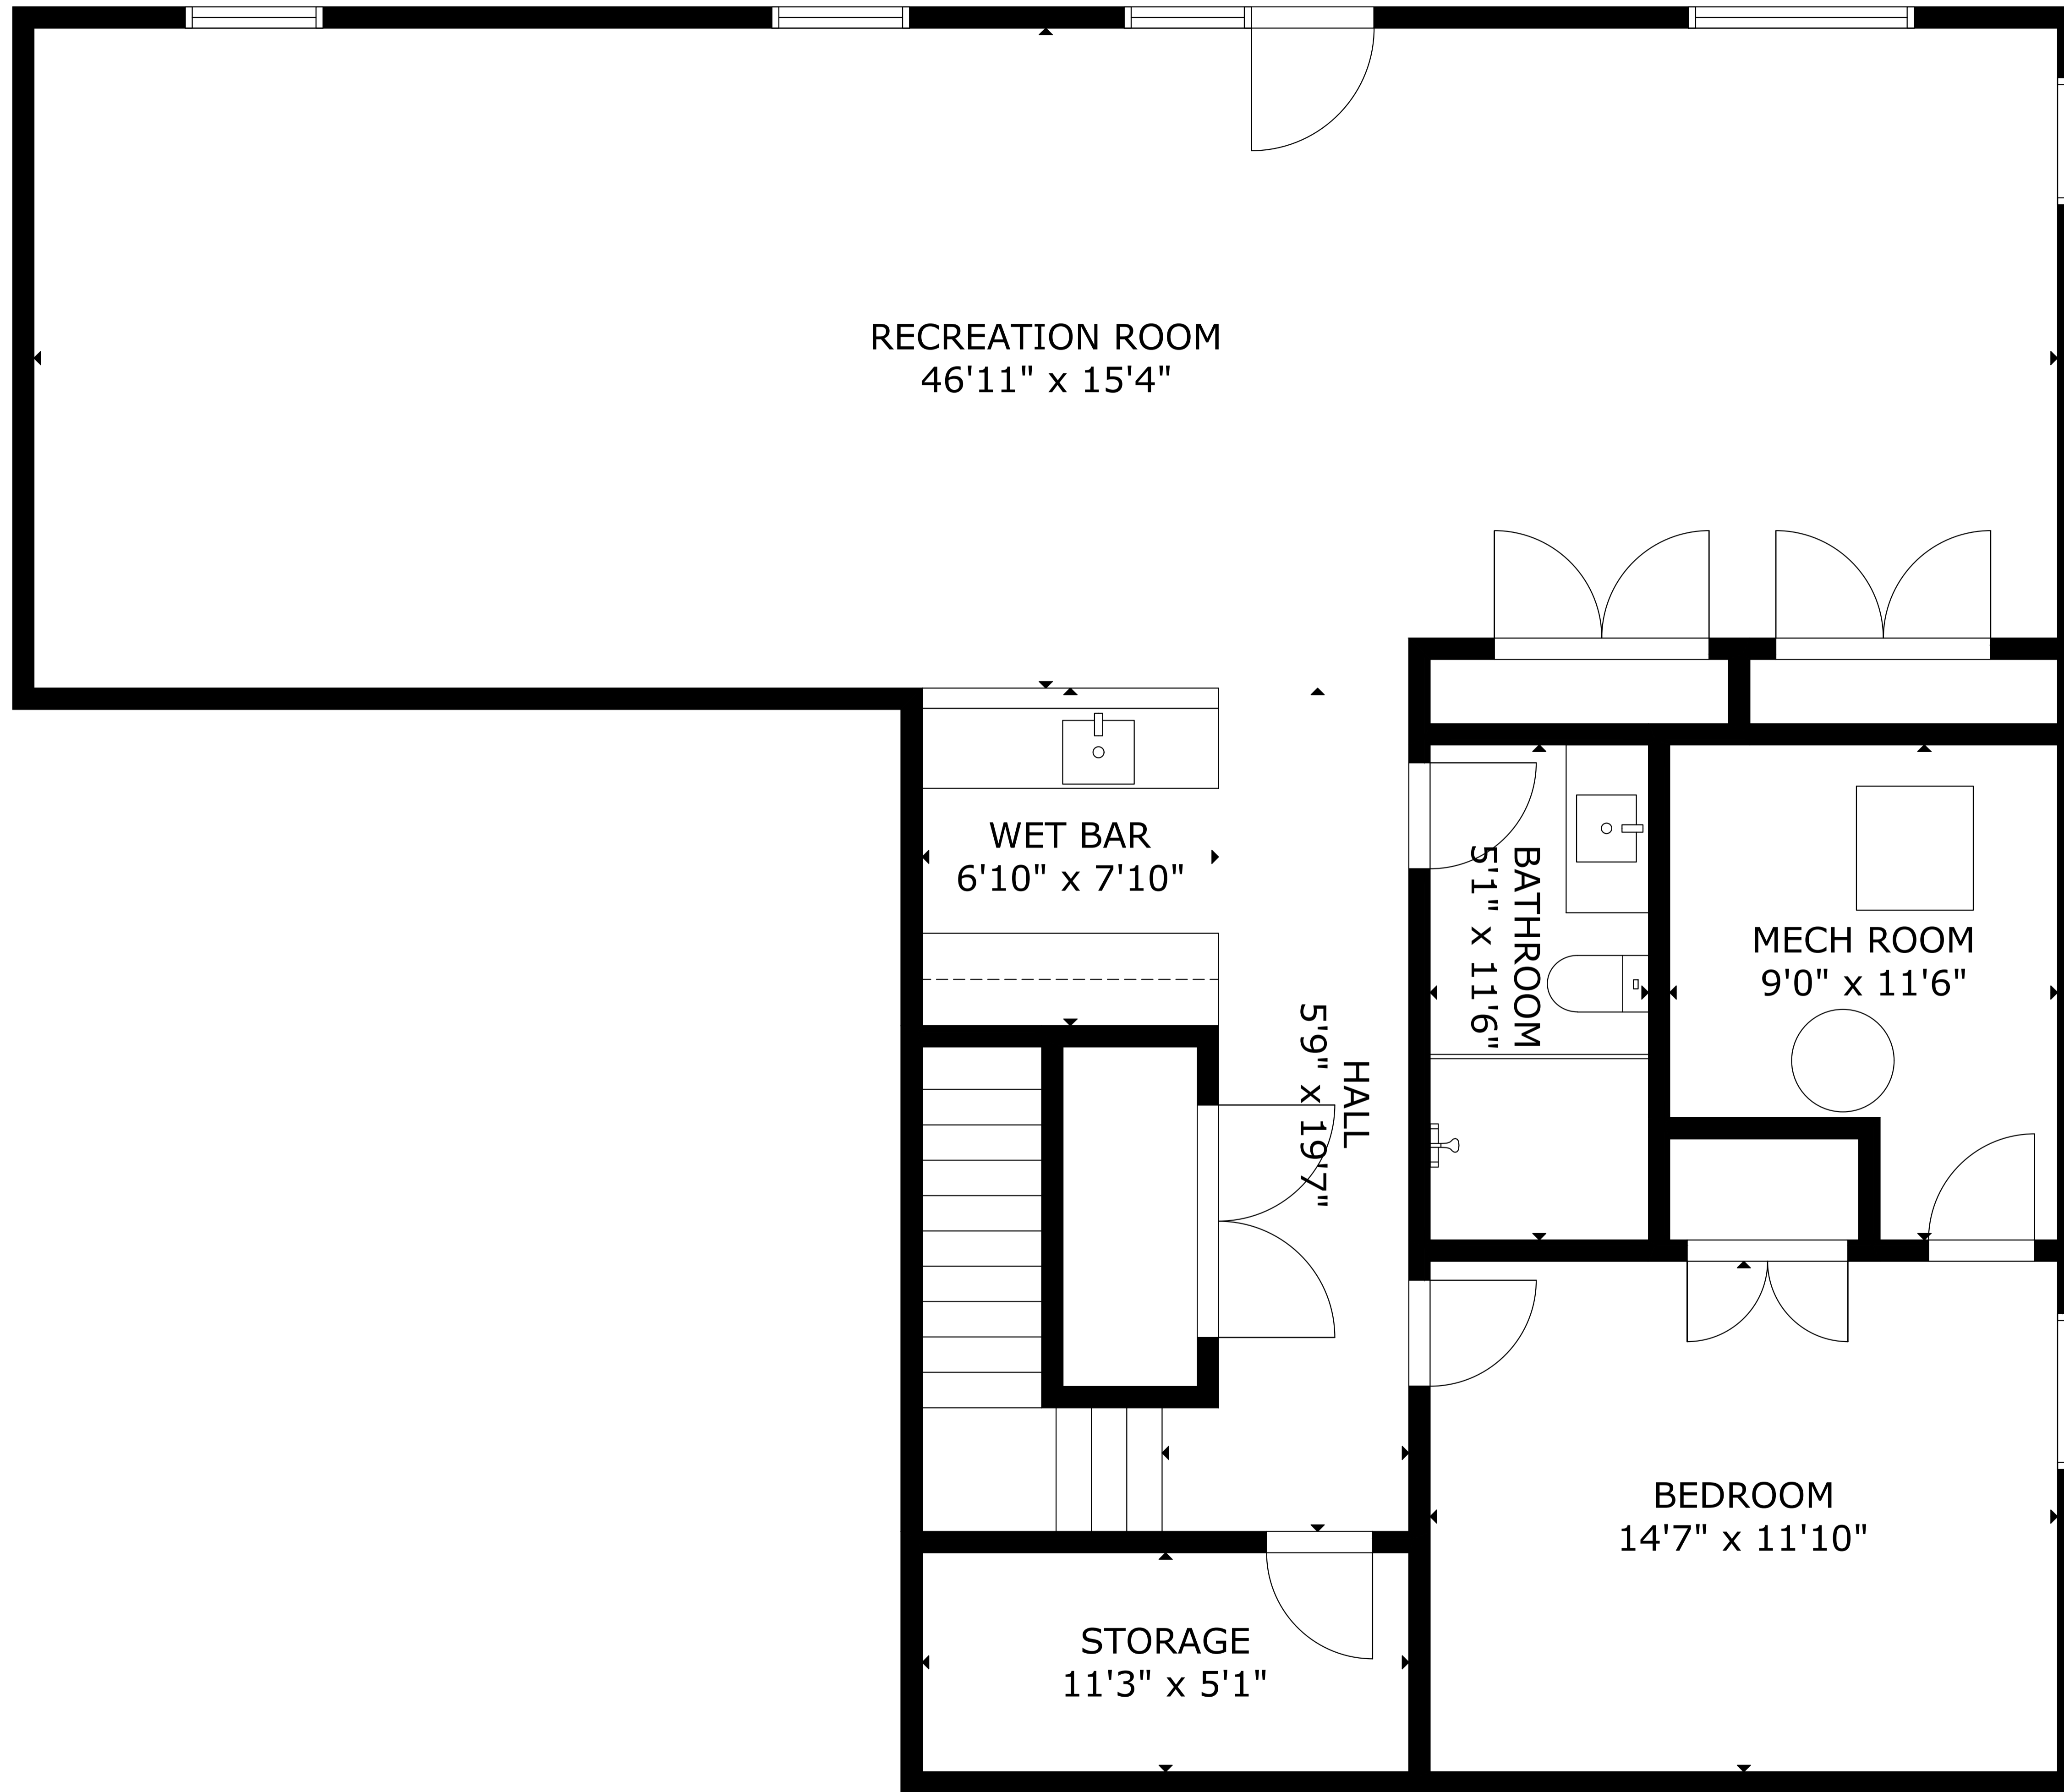 RECREATION ROOM
46'11" x 15'4"
WET BAR
6'10" x 7'10"
BATHROOM
5'1" x 11'6"
MECH ROOM
9'0" x 11'6"
HALL
5'9" x 19'7"
BEDROOM
14'7" x 11'10"
STORAGE
11'3" x 5'1"